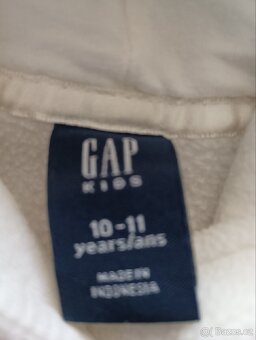 GAP
KIDS
10-11
years/ans
MADE IN
INDONESIA
Bazos.cz